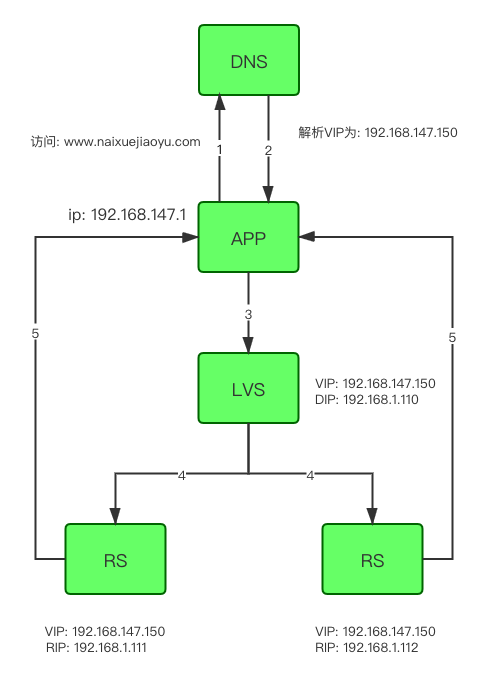 DNS
访问: www.naixuejiaoyu.com
1
2
解析VIP为: 192.168.147.150
ip: 192.168.147.1
APP
5
3
5
LVS
VIP: 192.168.147.150
DIP: 192.168.1.110
4
4
RS
RS
VIP: 192.168.147.150
RIP: 192.168.1.111
VIP: 192.168.147.150
RIP: 192.168.1.112